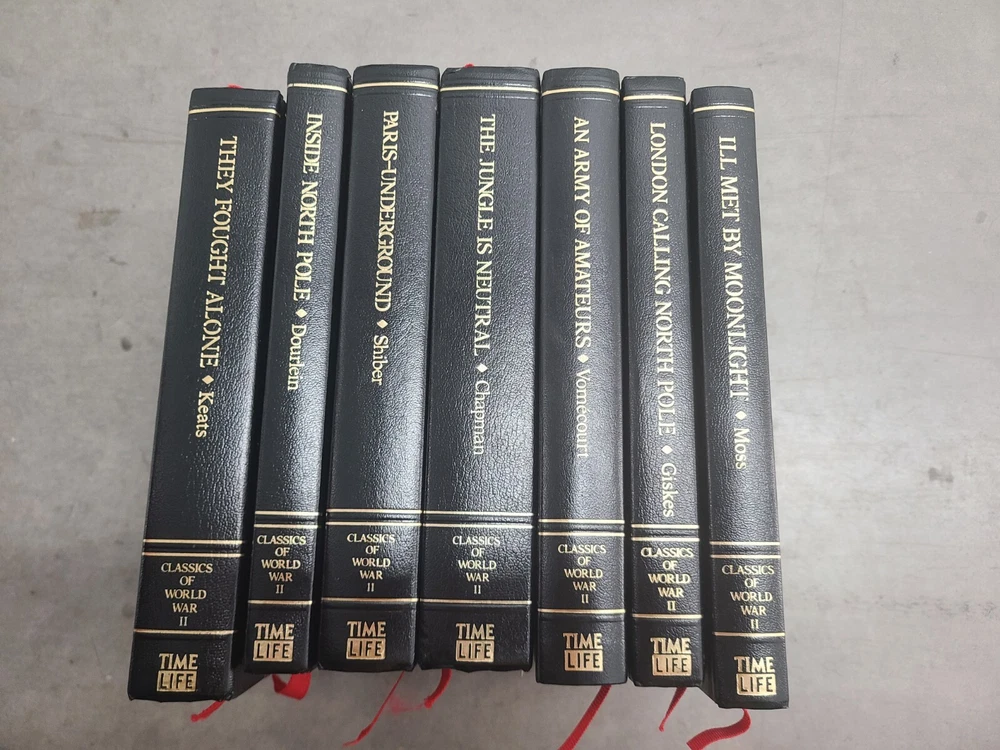 THEY FOUGHT ALONE ♦ Keats
CLASSICS
OF
WORLD
WAR
II
TIME
LIFE
INSIDE NORTH POLE ♦ Dourlein
CLASSICS
OF
WORLD
WAR
II
TIME
LIFE
PARIS-UNDERGROUND ♦ Shiber
CLASSICS
OF
WORLD
WAR
II
TIME
LIFE
THE JUNGLE IS NEUTRAL ♦ Chapman
CLASSICS
OF
WORLD
WAR
II
TIME
LIFE
AN ARMY OF AMATEURS ♦ Vomécourt
CLASSICS
OF
WORLD
WAR
II
TIME
LIFE
LONDON CALLING NORTH POLE ♦ Giskes
CLASSICS
OF
WORLD
WAR
II
TIME
LIFE
ILL MET BY MOONLIGHT ♦ Moss
CLASSICS
OF
WORLD
WAR
II
TIME
LIFE